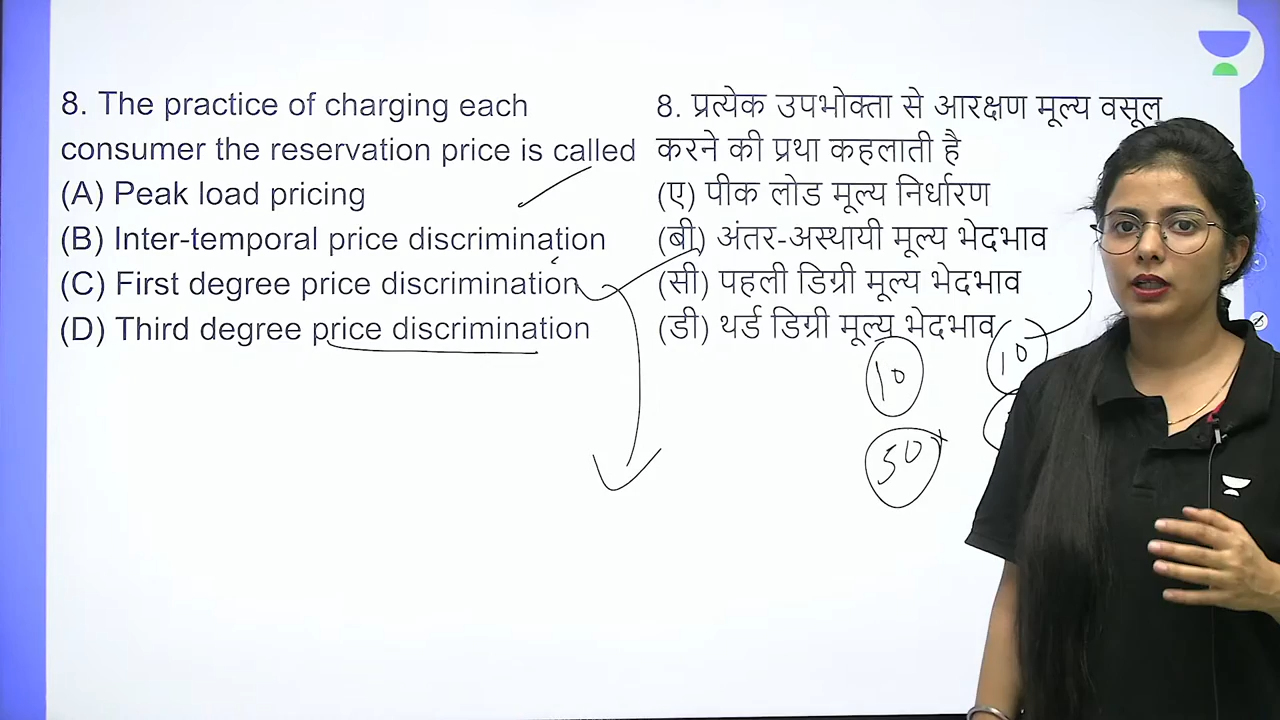 8. The practice of charging each
consumer the reservation price is called
(A) Peak load pricing
(B) Inter-temporal price discrimination
(C) First degree price discrimination
(D) Third degree price discrimination
8. प्रत्येक उपभोक्ता से आरक्षण मूल्य वसूल
करने की प्रथा कहलाती है
(ए) पीक लोड मूल्य निर्धारण
(बी) अंतर-अस्थायी मूल्य भेदभाव
(सी) पहली डिग्री मूल्य भेदभाव
(डी) थर्ड डिग्री मूल्य भेदभाव
10 10
50